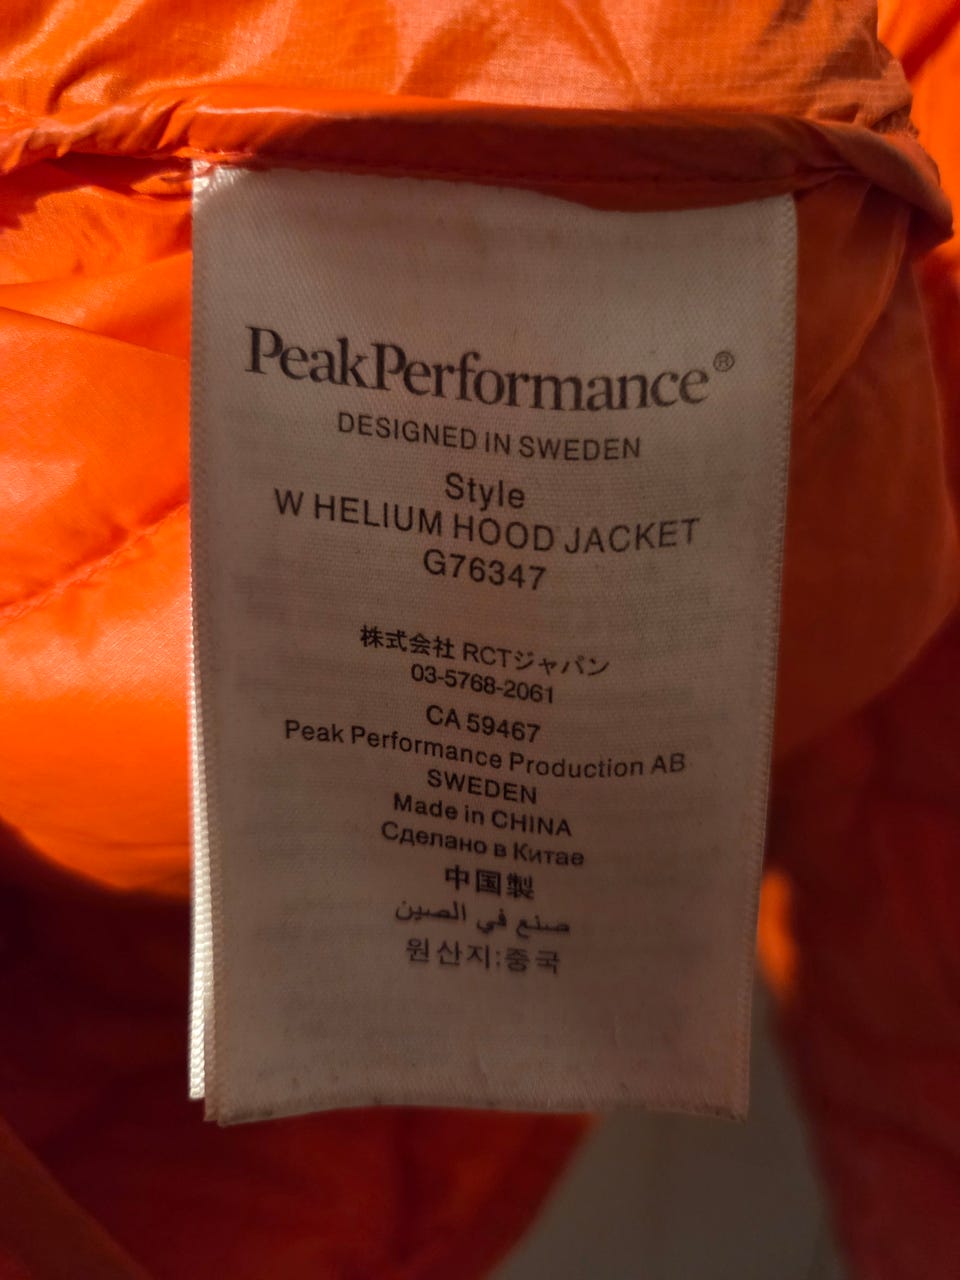 PeakPerformance®
DESIGNED IN SWEDEN
Style
W HELIUM HOOD JACKET
G76347
株式会社 RCTジャパン
03-5768-2061
CA 59467
Peak Performance Production AB
SWEDEN
Made in CHINA
Сделано в Китае
中国製
صنع في الصين
원산지:중국